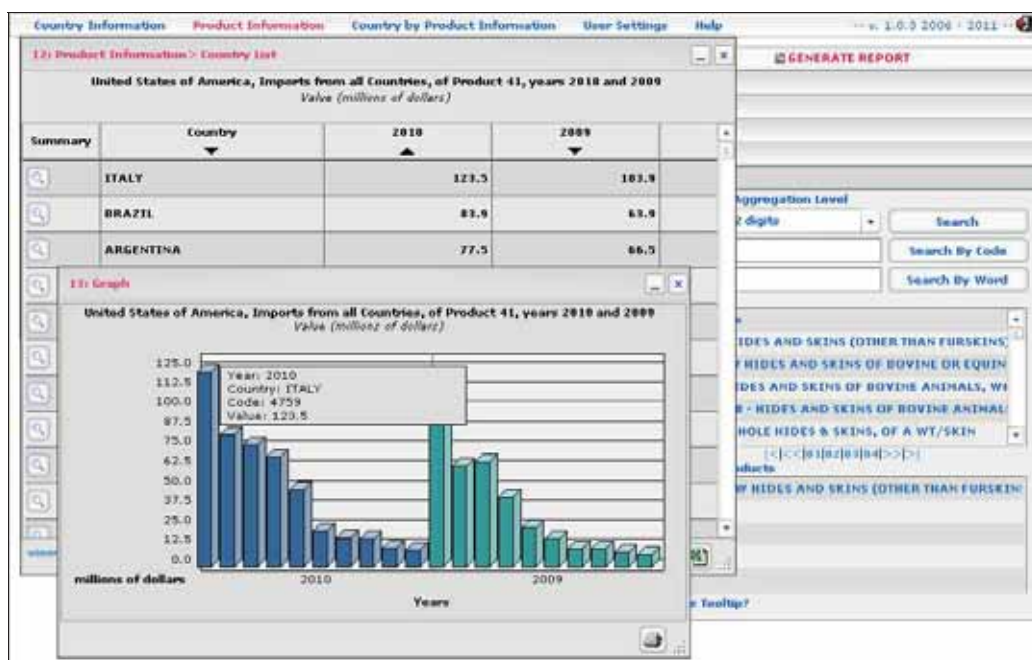 Country Information Product Information Country by Product Information User Settings Help -- v. 1.0.3 2006 - 2011 --
12: Product Information > Country List
GENERATE REPORT
United States of America, Imports from all Countries, of Product 41, years 2010 and 2009
Value (millions of dollars)
Summary Country 2010 2009
ITALY 123.5 103.9
BRAZIL 83.9 63.9
ARGENTINA 77.5 66.5
Aggregation Level
2 digits Search
Search By Code
Search By Word
13: Graph
United States of America, Imports from all Countries, of Product 41, years 2010 and 2009
Value (millions of dollars)
125.0
112.5
100.0
87.5
75.0
62.5
50.0
37.5
25.0
12.5
0.0
Year: 2010
Country: ITALY
Code: 4759
Value: 123.5
millions of dollars
2010 2009
Years
HIDES AND SKINS (OTHER THAN FURSKINS)
HIDES AND SKINS OF BOVINE OR EQUIN
HIDES AND SKINS OF BOVINE ANIMALS, WH
- HIDES AND SKINS OF BOVINE ANIMAL
HOLE HIDES & SKINS, OF A WT/SKIN
|<|<<|01|02|03|04|>>|>|
oducts
W HIDES AND SKINS (OTHER THAN FURSKIN
Tooltip?